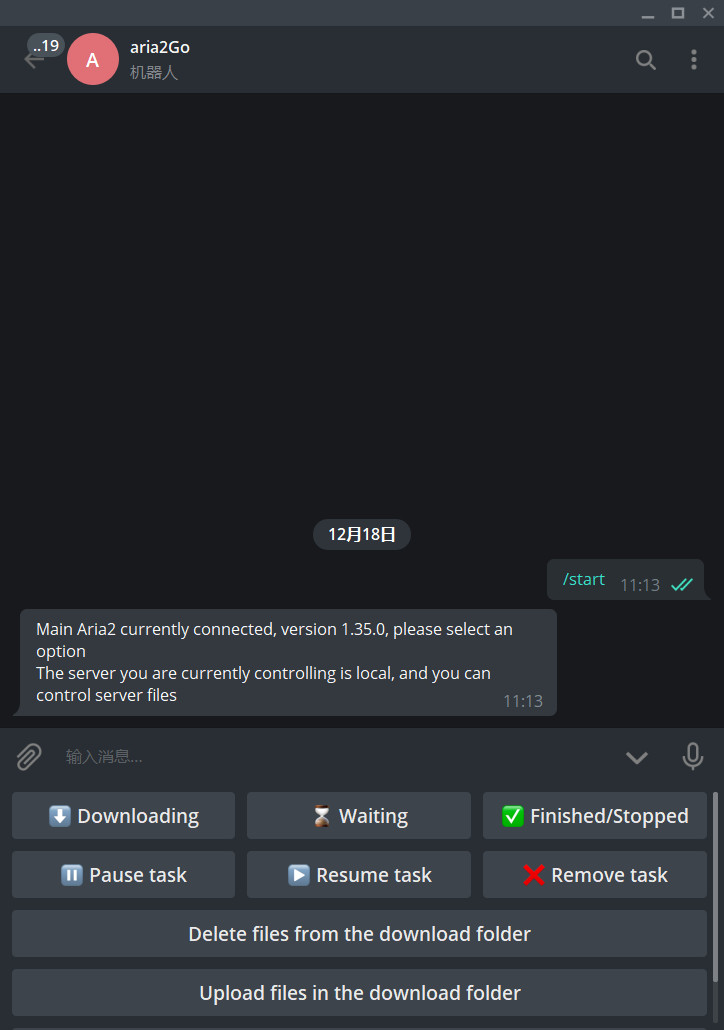 ..19
A
aria2Go
机器人
12月18日
/start 11:13
Main Aria2 currently connected, version 1.35.0, please select an
option
The server you are currently controlling is local, and you can
control server files
11:13
输入消息...
Downloading
Waiting
Finished/Stopped
Pause task
Resume task
Remove task
Delete files from the download folder
Upload files in the download folder